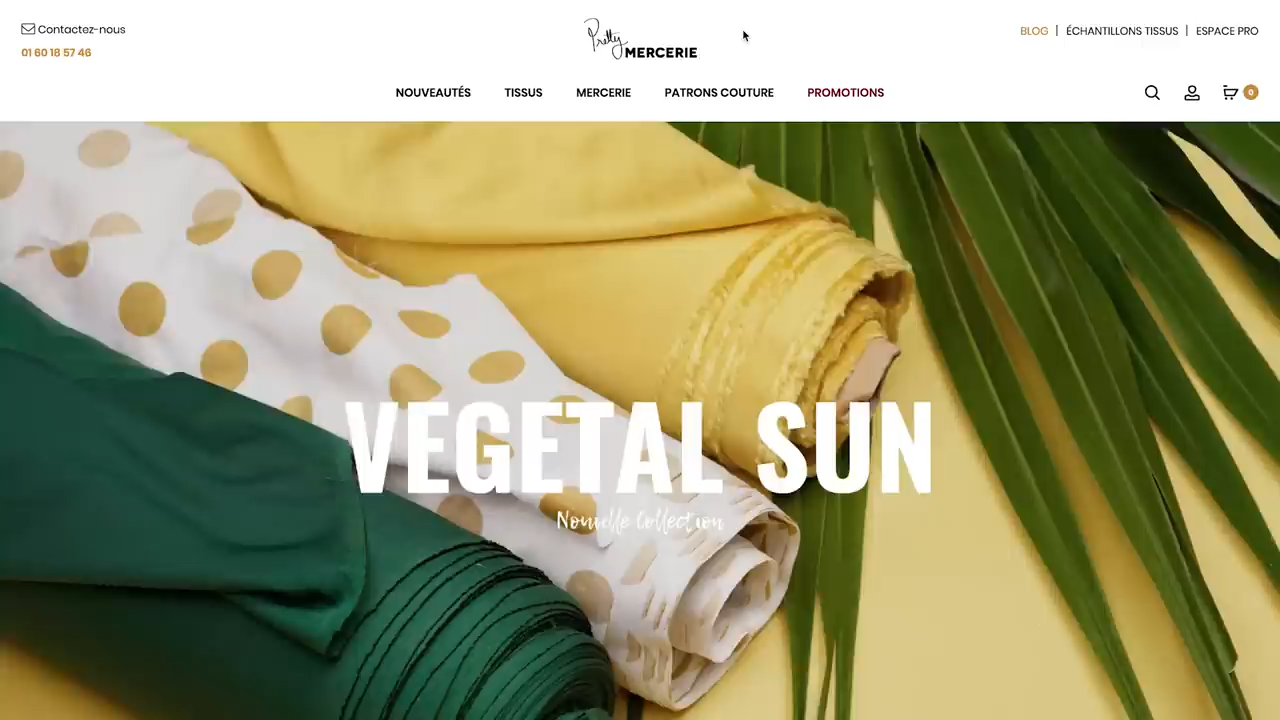 Contactez-nous
01 60 18 57 46
Pretty MERCERIE
BLOG | ÉCHANTILLONS TISSUS | ESPACE PRO
NOUVEAUTÉS TISSUS MERCERIE PATRONS COUTURE PROMOTIONS
0
VEGETAL SUN
Nouvelle Collection